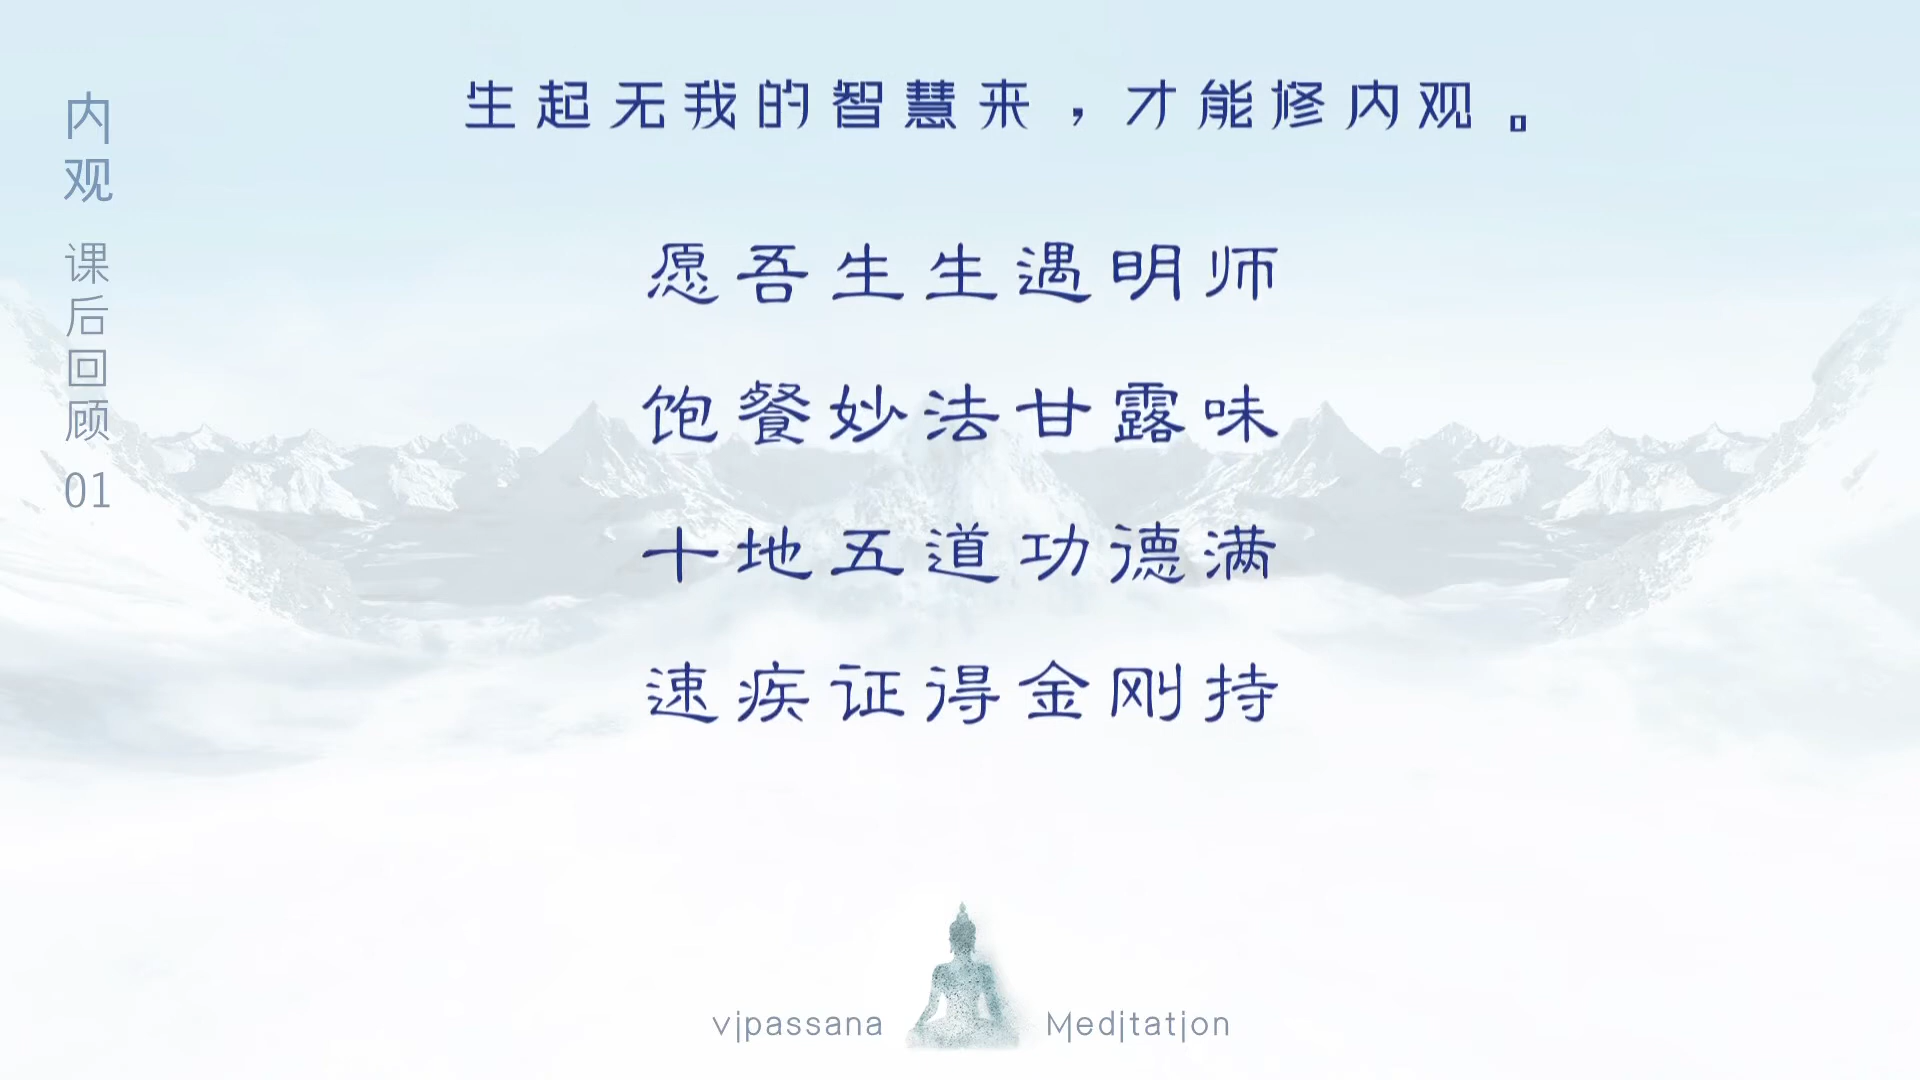 内观 课后回顾 01
生起无我的智慧来，才能修内观。
愿吾生生遇明师
饱餐妙法甘露味
十地五道功德满
速疾证得金刚持
vipassana Meditation